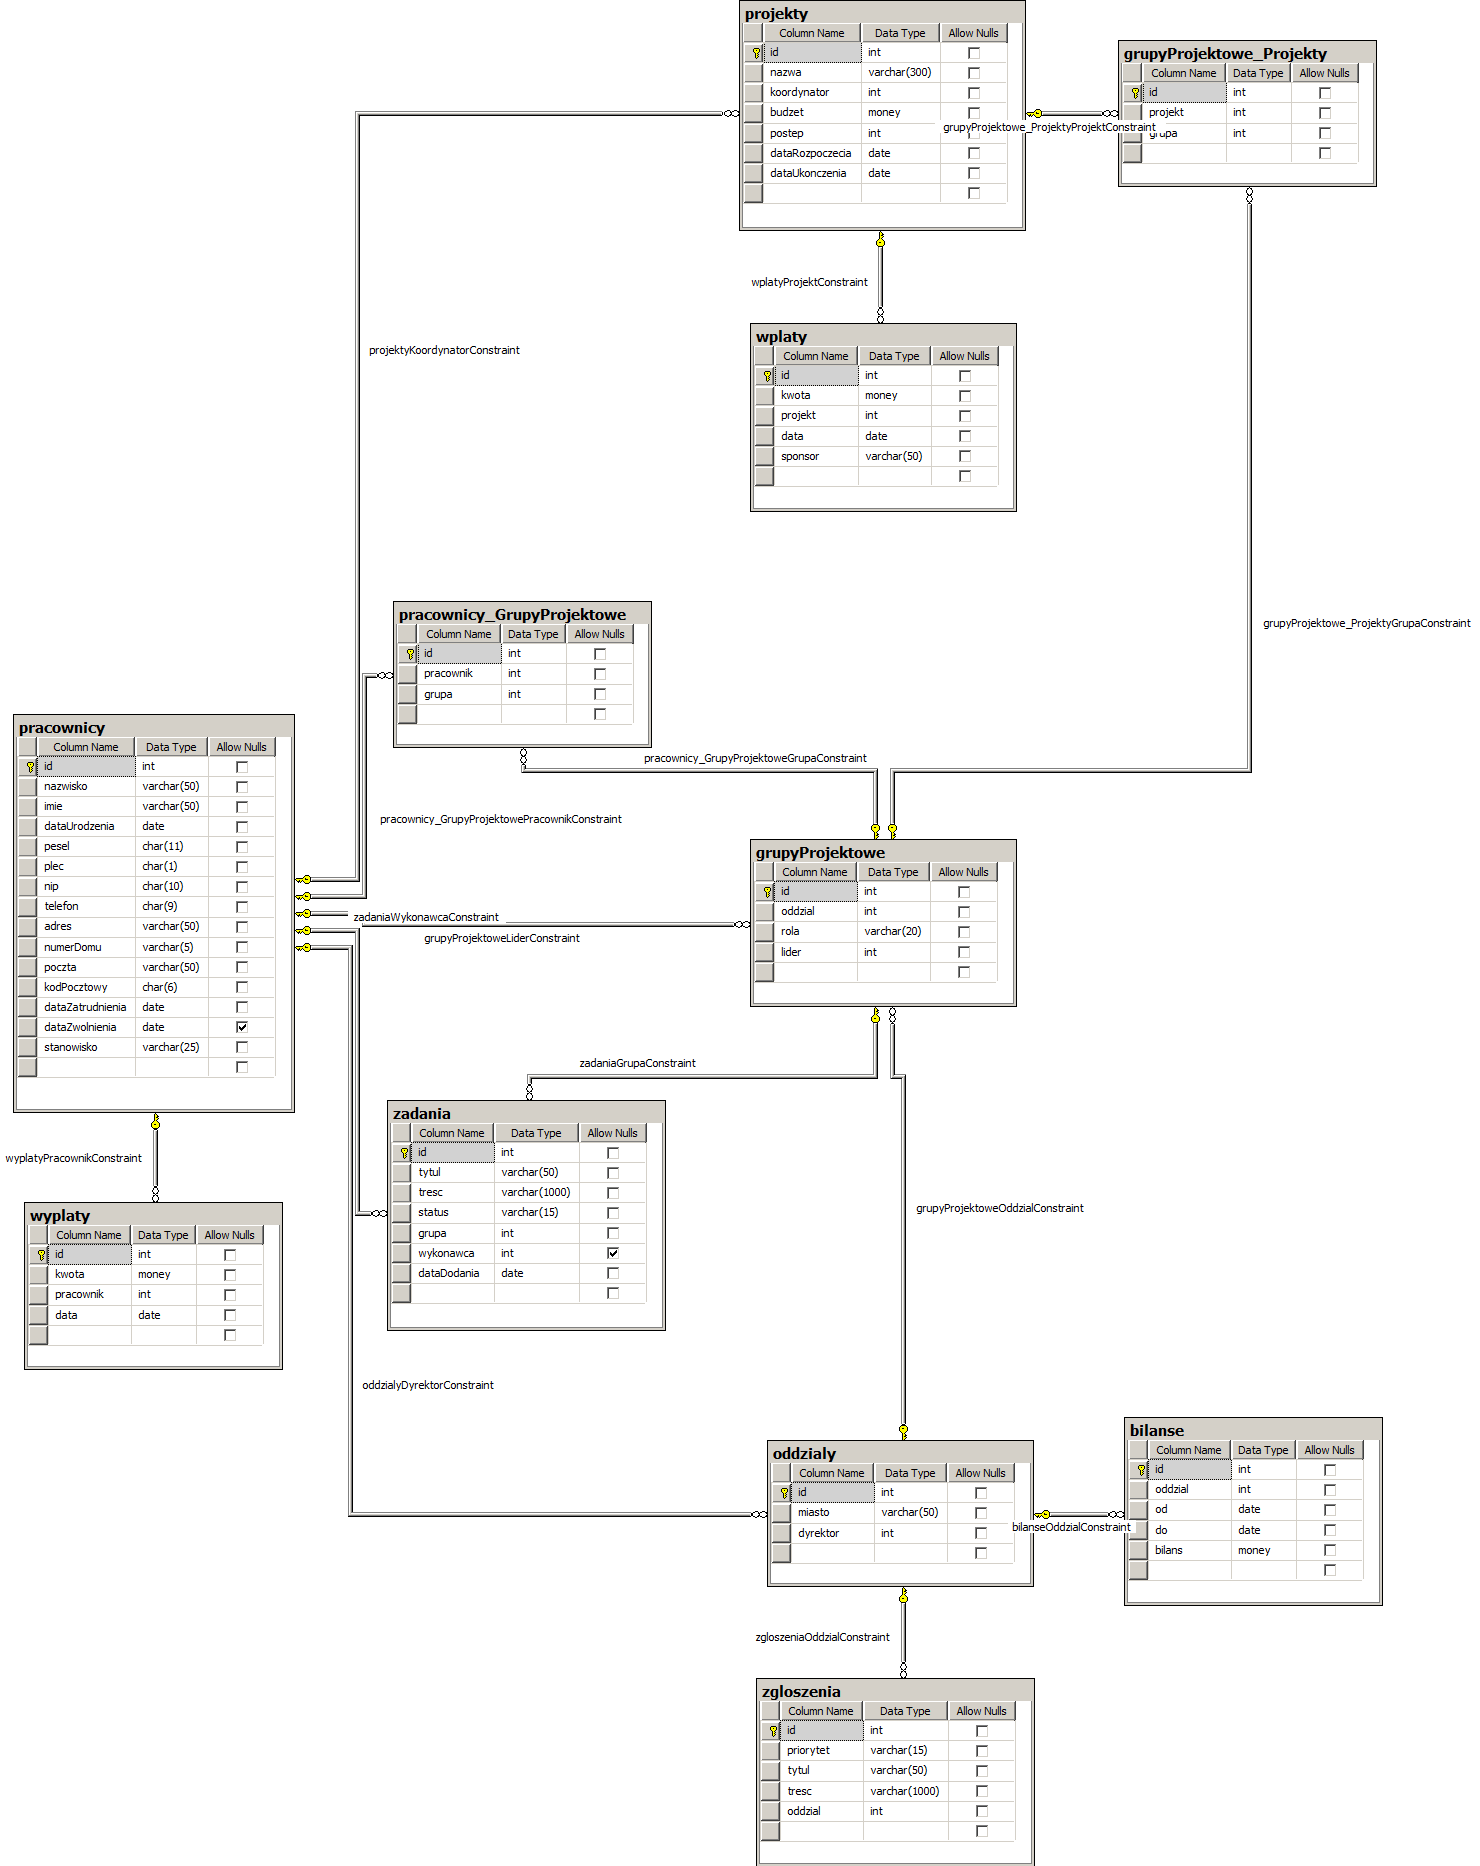 projekty
Column Name Data Type Allow Nulls
id int
nazwa varchar(300)
koordynator int
budzet money
postep int
dataRozpoczecia date
dataUkonczenia date
grupyProjektowe_Projekty
Column Name Data Type Allow Nulls
id int
projekt int
grupa int
grupyProjektowe_ProjektyProjektConstraint
wplatyProjektConstraint
projektyKoordynatorConstraint
wplaty
Column Name Data Type Allow Nulls
id int
kwota money
projekt int
data date
sponsor varchar(50)
grupyProjektowe_ProjektyGrupaConstraint
pracownicy_GrupyProjektowe
Column Name Data Type Allow Nulls
id int
pracownik int
grupa int
pracownicy_GrupyProjektoweGrupaConstraint
pracownicy_GrupyProjektowePracownikConstraint
pracownicy
Column Name Data Type Allow Nulls
id int
nazwisko varchar(50)
imie varchar(50)
dataUrodzenia date
pesel char(11)
plec char(1)
nip char(10)
telefon char(9)
adres varchar(50)
numerDomu varchar(5)
poczta varchar(50)
kodPocztowy char(6)
dataZatrudnienia date
dataZwolnienia date
stanowisko varchar(25)
zadaniaWykonawcaConstraint
grupyProjektoweLiderConstraint
grupyProjektowe
Column Name Data Type Allow Nulls
id int
oddzial int
rola varchar(20)
lider int
zadaniaGrupaConstraint
wyplatyPracownikConstraint
zadania
Column Name Data Type Allow Nulls
id int
tytul varchar(50)
tresc varchar(1000)
status varchar(15)
grupa int
wykonawca int
dataDodania date
wyplaty
Column Name Data Type Allow Nulls
id int
kwota money
pracownik int
data date
grupyProjektoweOddzialConstraint
oddzialyDyrektorConstraint
oddzialy
Column Name Data Type Allow Nulls
id int
miasto varchar(50)
dyrektor int
bilanse
Column Name Data Type Allow Nulls
id int
oddzial int
od date
do date
bilans money
bilanseOddzialConstraint
zgloszeniaOddzialConstraint
zgloszenia
Column Name Data Type Allow Nulls
id int
priorytet varchar(15)
tytul varchar(50)
tresc varchar(1000)
oddzial int